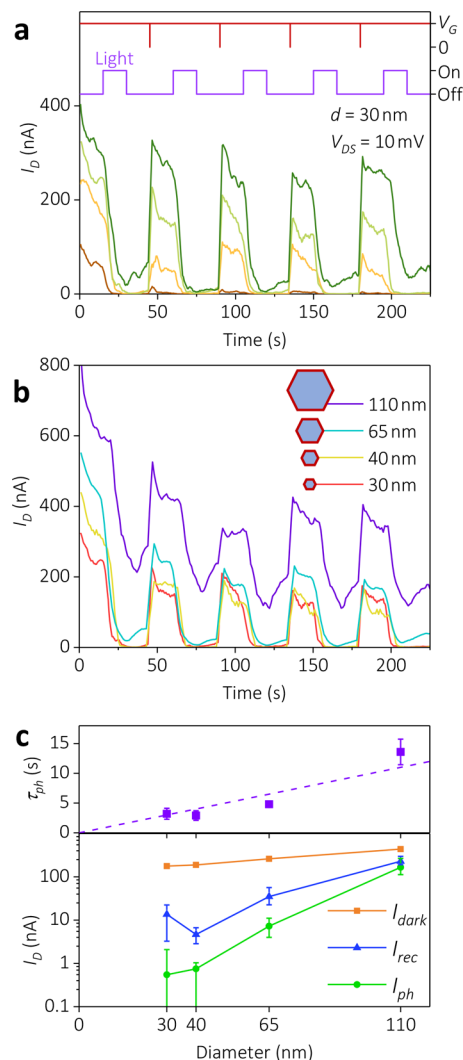 a
V_G
0
Light
On
Off
d = 30 nm
V_DS = 10 mV
400
200
0
I_D (nA)
0 50 100 150 200
Time (s)
b
800
600
400
200
0
I_D (nA)
110 nm
65 nm
40 nm
30 nm
0 50 100 150 200
Time (s)
c
15
10
5
0
τ_ph (s)
100
10
1
0.1
I_D (nA)
I_dark
I_rec
I_ph
0 30 40 65 110
Diameter (nm)